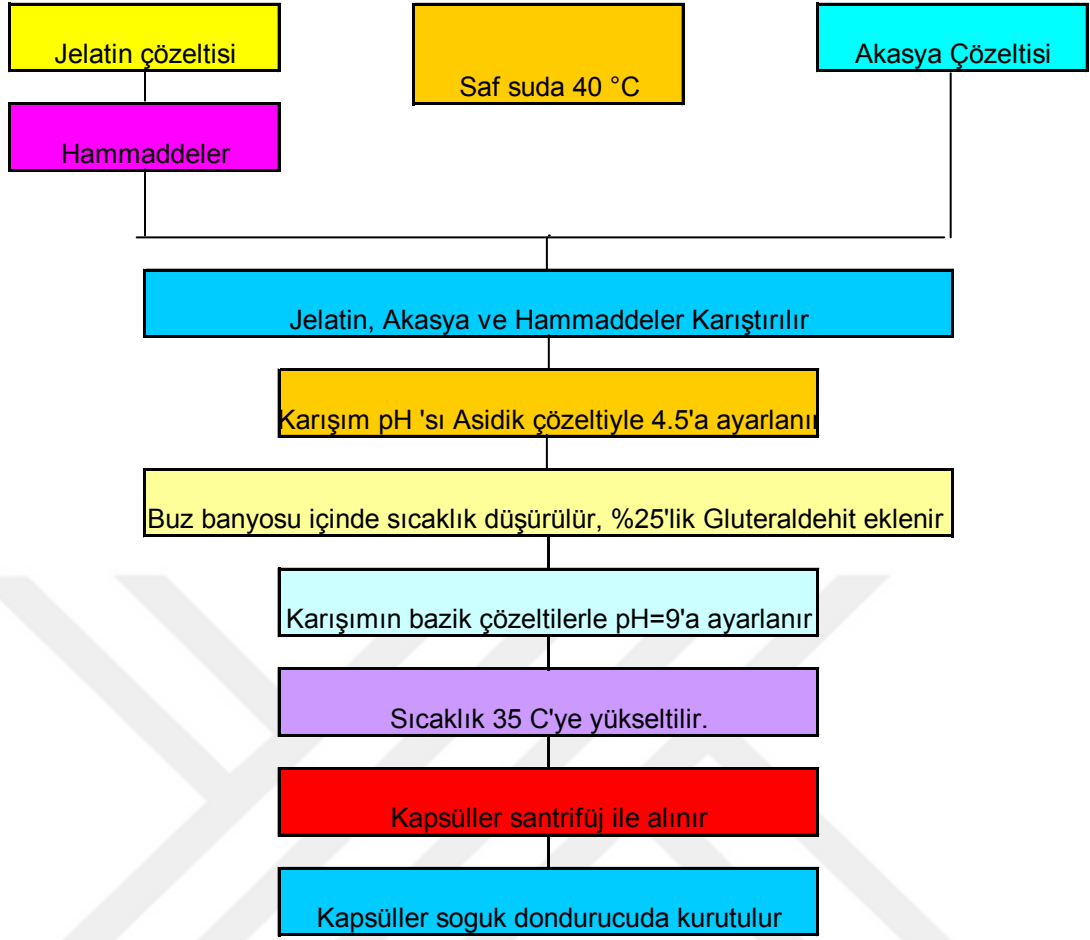 Jelatin çözeltisi
Saf suda 40 °C
Akasya Çözeltisi
Hammaddeler
Jelatin, Akasya ve Hammaddeler Karıştırılır
Karışım pH 'sı Asidik çözeltiyle 4.5'a ayarlanır
Buz banyosu içinde sıcaklık düşürülür, %25'lik Gluteraldehit eklenir
Karışımın bazik çözeltilerle pH=9'a ayarlanır
Sıcaklık 35 C'ye yükseltilir.
Kapsüller santrifüj ile alınır
Kapsüller soguk dondurucuda kurutulur